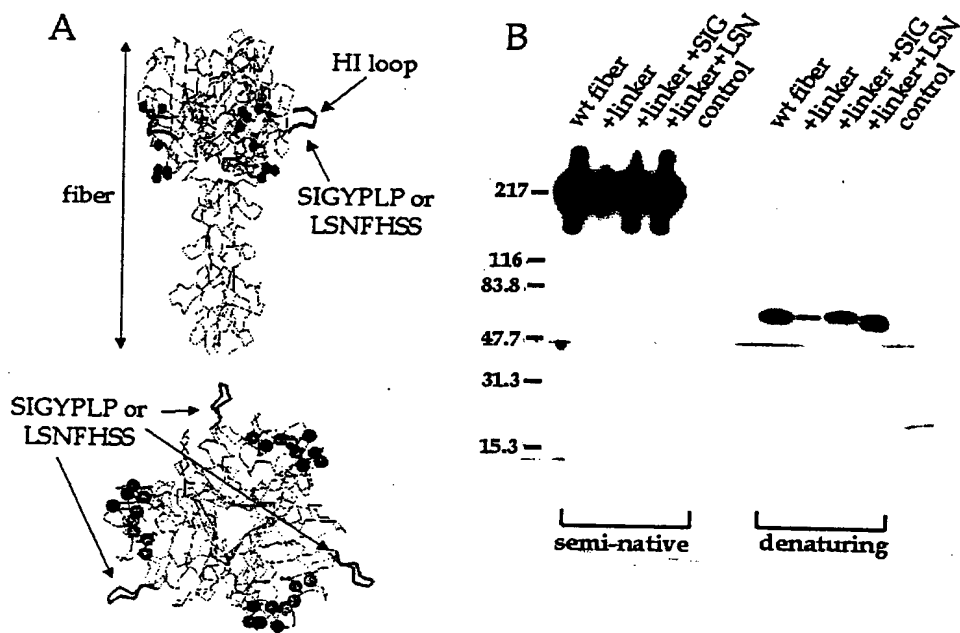 A
HI loop
fiber
SIGYPLP or
LSNFHSS
SIGYPLP or
LSNFHSS
B
wt fiber
+linker
+linker +SIG
+linker+LSN
control
wt fiber
+linker
+linker +SIG
+linker+LSN
control
217
116
83.8
47.7
31.3
15.3
semi-native
denaturing